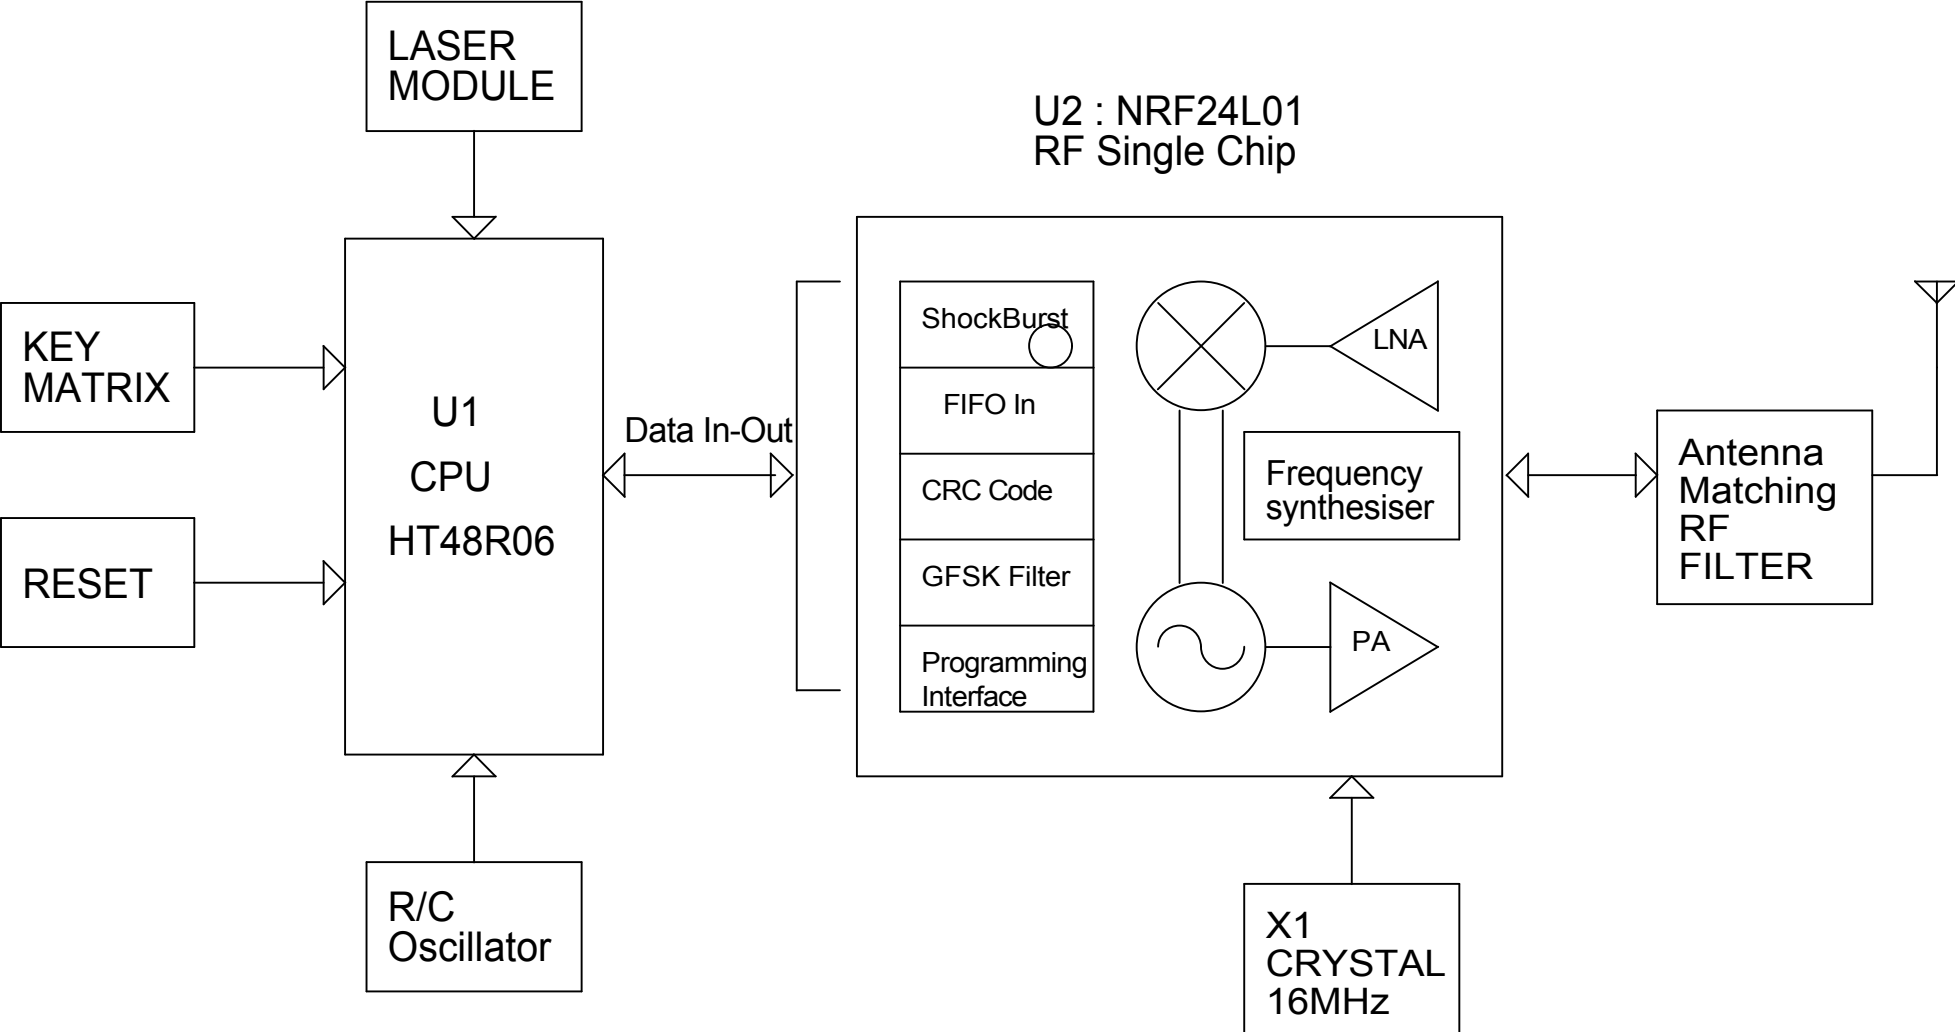 LASER
MODULE
U2 : NRF24L01
RF Single Chip
KEY
MATRIX
RESET
U1
CPU
HT48R06
Data In-Out
ShockBurst
FIFO In
CRC Code
GFSK Filter
Programming
Interface
LNA
Frequency
synthesiser
PA
Antenna
Matching
RF
FILTER
R/C
Oscillator
X1
CRYSTAL
16MHz